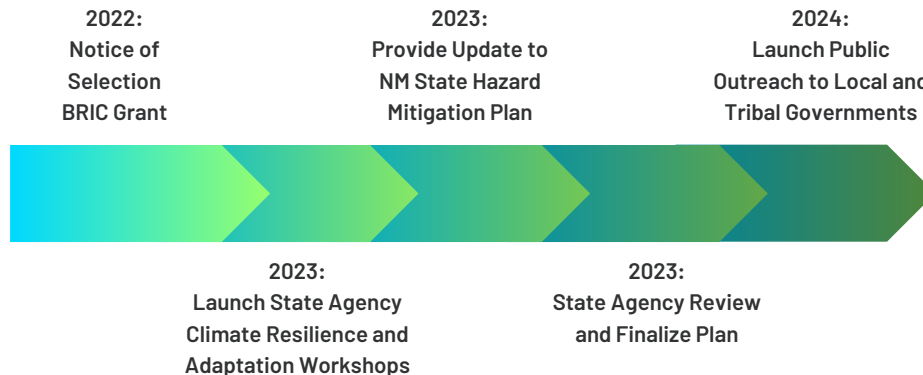 2022:
Notice of
Selection
BRIC Grant
2023:
Launch State Agency
Climate Resilience and
Adaptation Workshops
2023:
Provide Update to
NM State Hazard
Mitigation Plan
2023:
State Agency Review
and Finalize Plan
2024:
Launch Public
Outreach to Local and
Tribal Governments